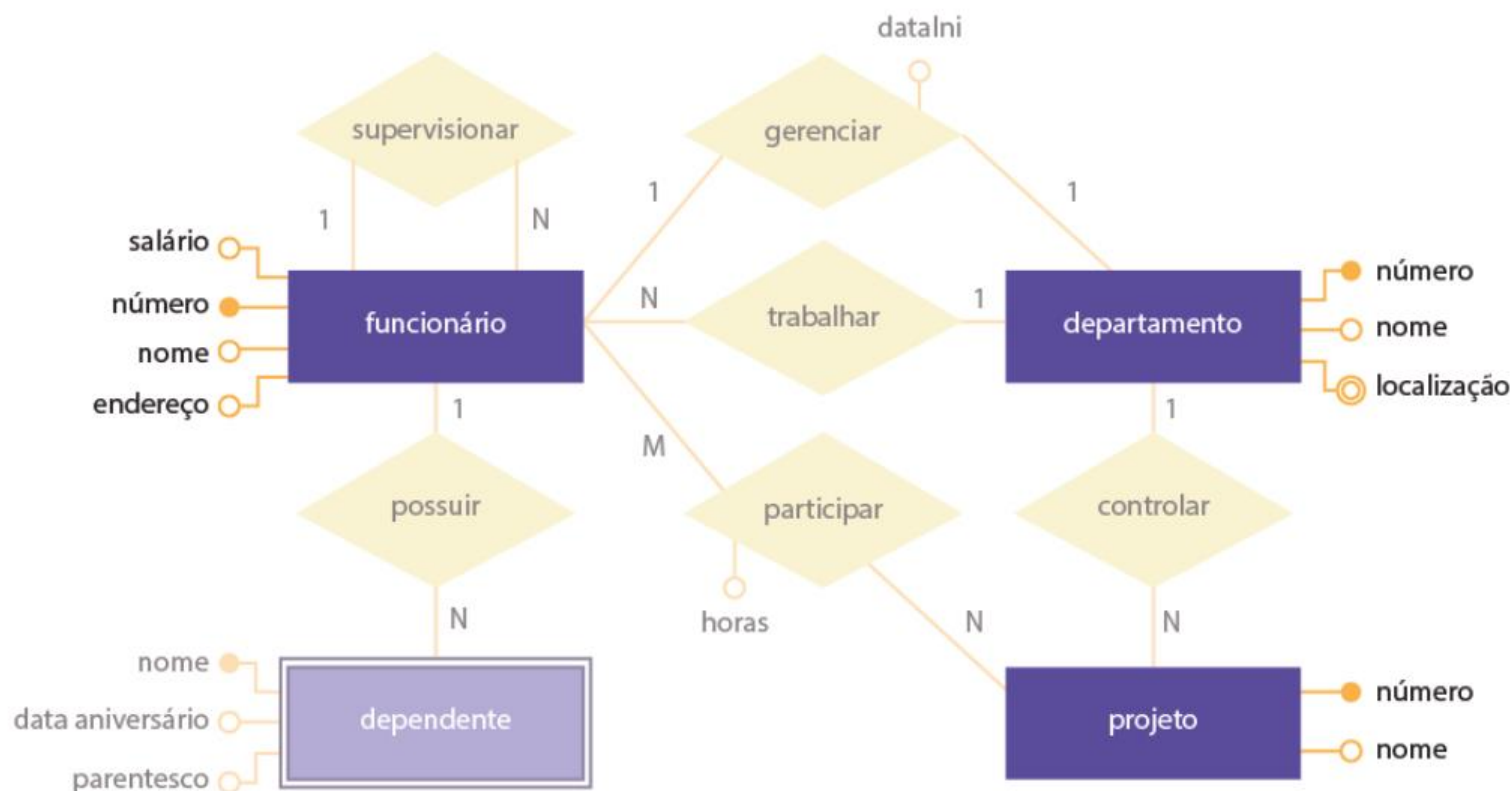 dataIni
supervisionar
gerenciar
1
1
1
N
salário
número
nome
endereço
funcionário
N
trabalhar
1
departamento
número
nome
localização
1
M
1
possuir
participar
controlar
horas
N
N
N
nome
data aniversário
parentesco
dependente
projeto
número
nome